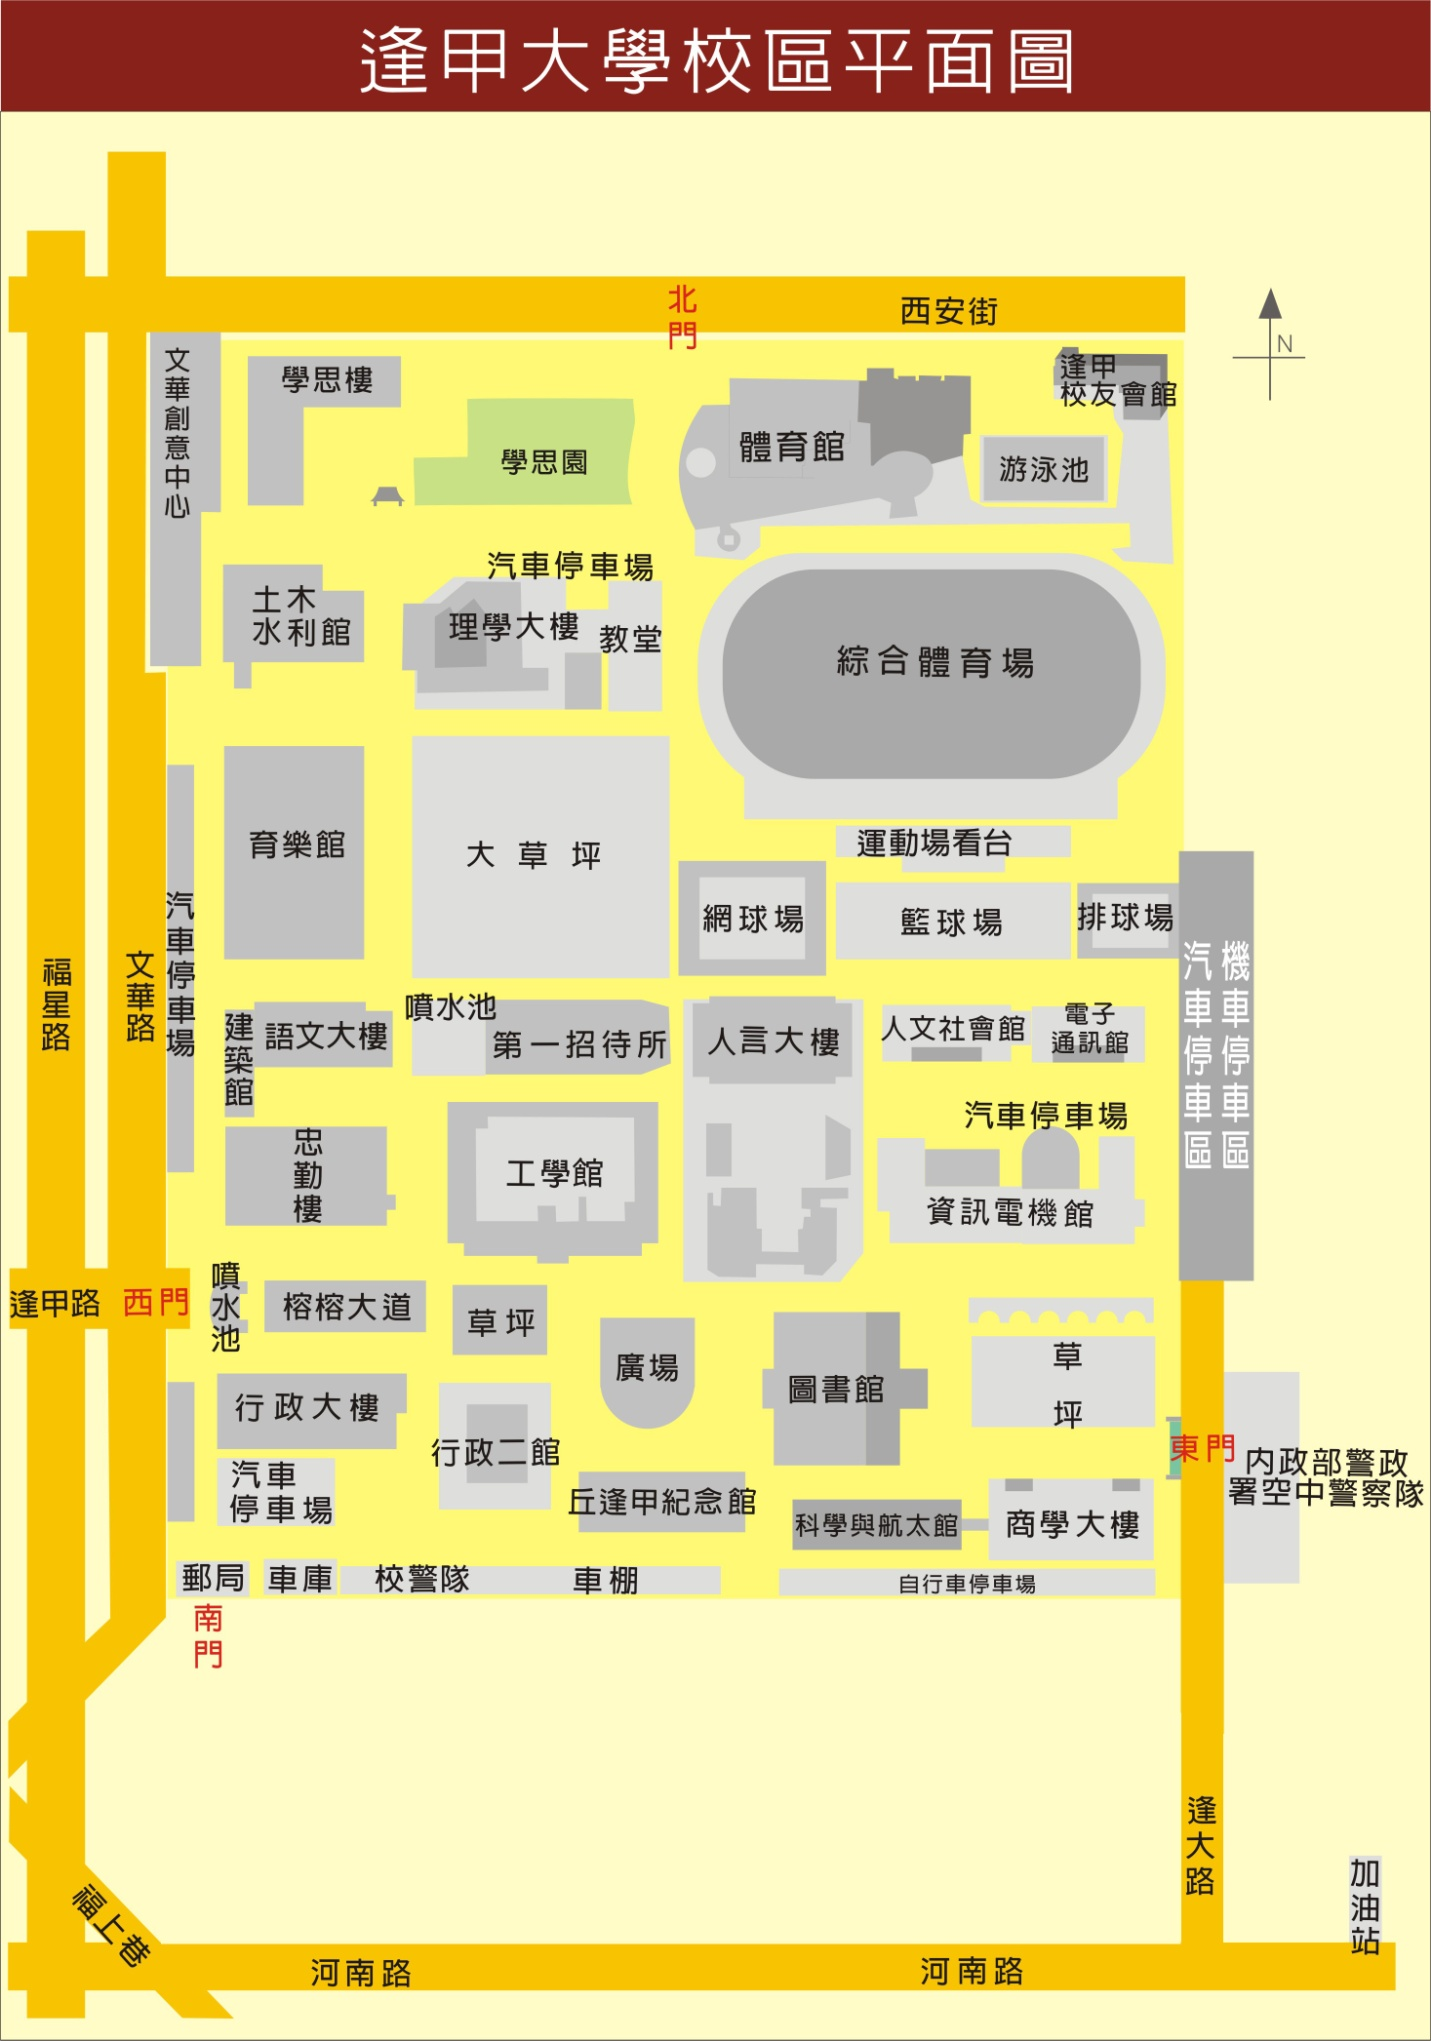 逢甲大學校區平面圖
北門
西安街
N
文華創意中心
學思樓
學思園
體育館
逢甲
校友會館
游泳池
汽車停車場
土木
水利館
理學大樓
教堂
綜合體育場
育樂館
大草坪
運動場看台
網球場
籃球場
排球場
汽車停車場
福星路
文華路
機車停車區
汽車停車區
噴水池
建築館
語文大樓
第一招待所
人言大樓
人文社會館
電子
通訊館
汽車停車場
忠勤樓
工學館
資訊電機館
逢甲路
西門
噴水池
榕榕大道
草坪
廣場
圖書館
草坪
行政大樓
行政二館
東門
內政部警政
署空中警察隊
汽車
停車場
丘逢甲紀念館
科學與航太館
商學大樓
郵局
車庫
校警隊
車棚
自行車停車場
南門
逢大路
加油站
福上巷
河南路
河南路